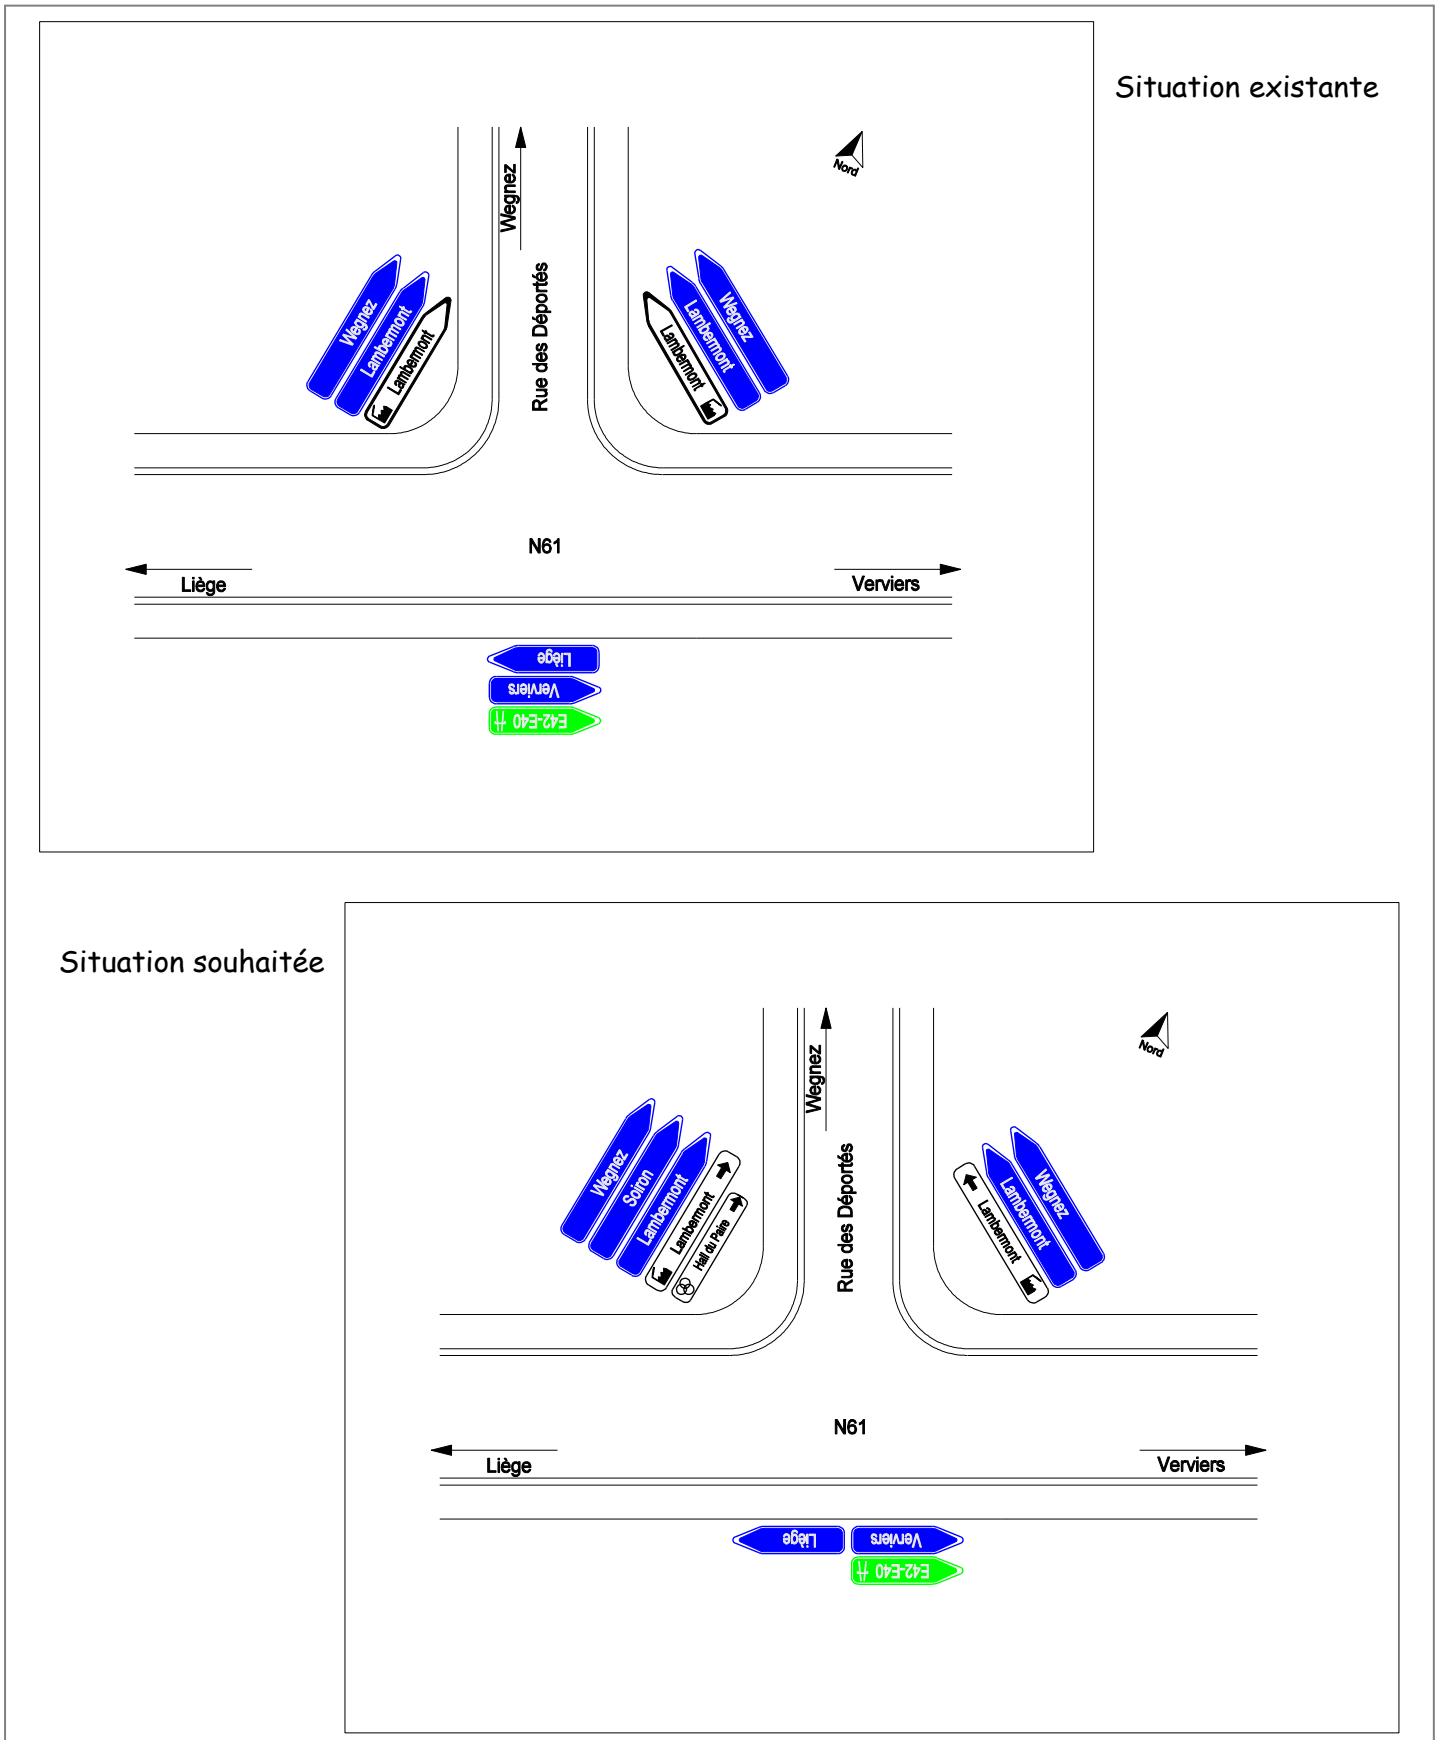 Situation existante
Nord
Wegnez
Rue des Déportés
Wegnez
Lambermont
Lambermont
Lambermont
Lambermont
Wegnez
N61
Liège
Verviers
Liège
Verviers
E42-E40
Situation souhaitée
Nord
Wegnez
Rue des Déportés
Wegnez
Soiron
Lambermont
Lambermont
Hall du Paire
Lambermont
Lambermont
Wegnez
N61
Liège
Verviers
Liège
Verviers
E42-E40